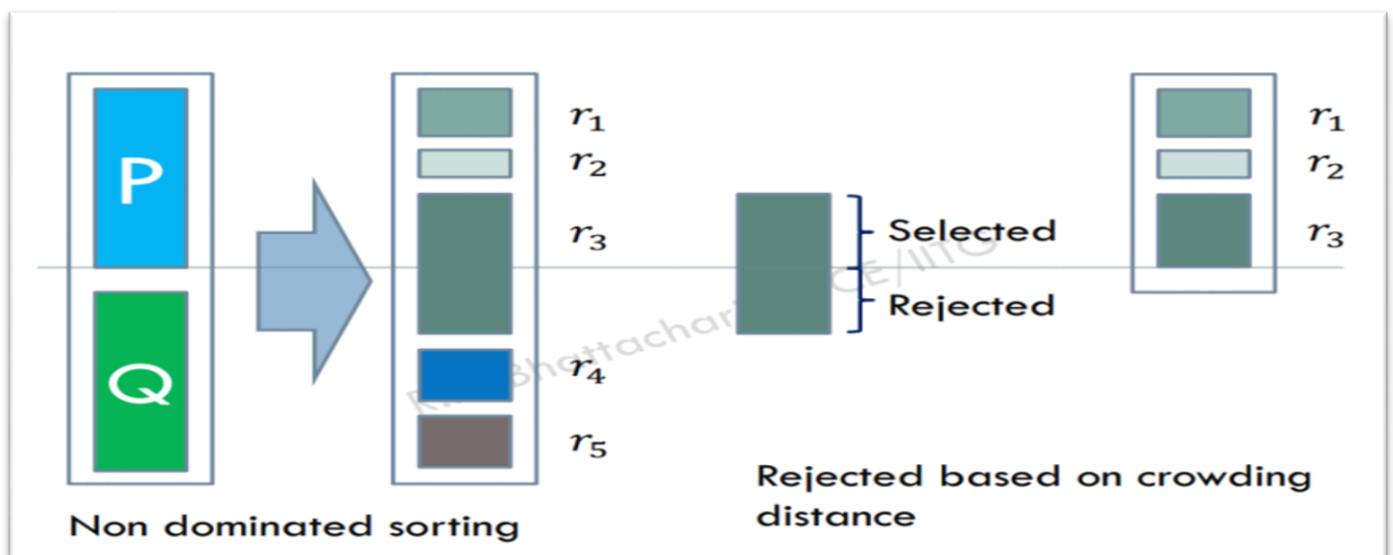 P
Q
r₁
r₂
r₃
r₄
r₅
Non dominated sorting
Selected
Rejected
Rejected based on crowding
distance
r₁
r₂
r₃